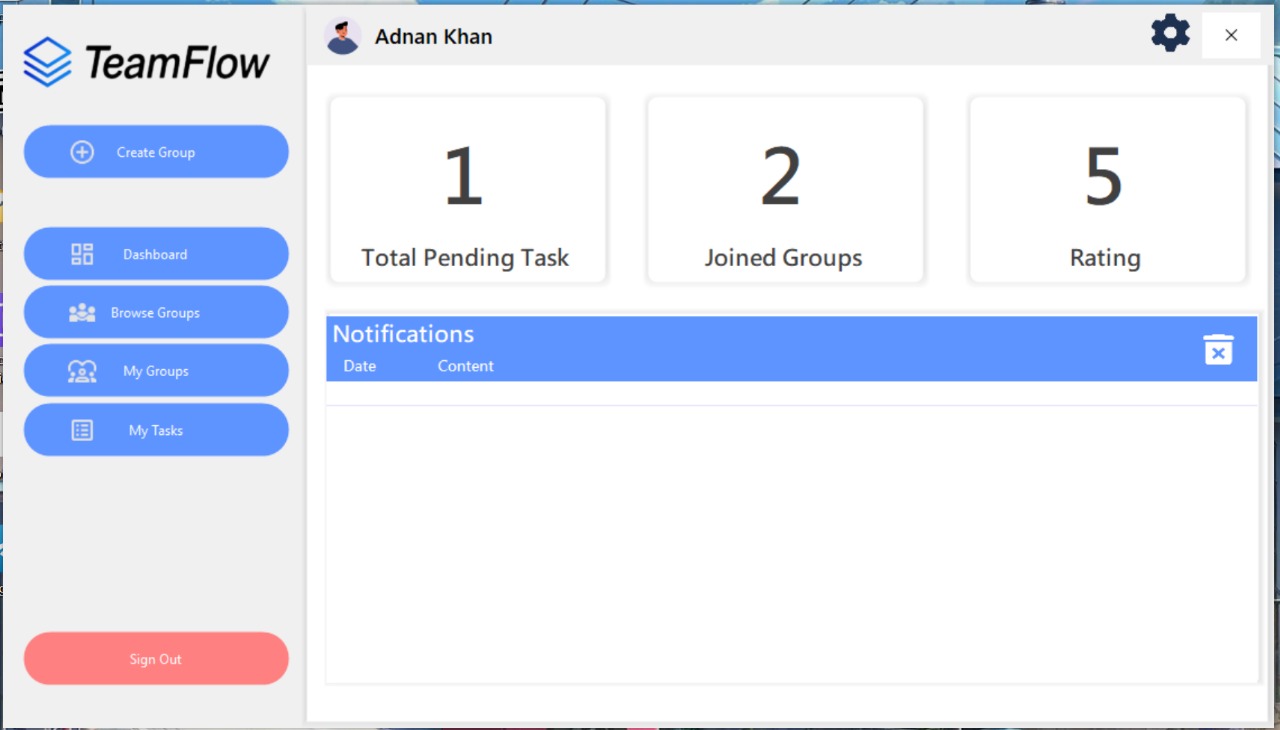 TeamFlow
Adnan Khan
Create Group
Dashboard
Browse Groups
My Groups
My Tasks
Sign Out
1
Total Pending Task
2
Joined Groups
5
Rating
Notifications
Date Content